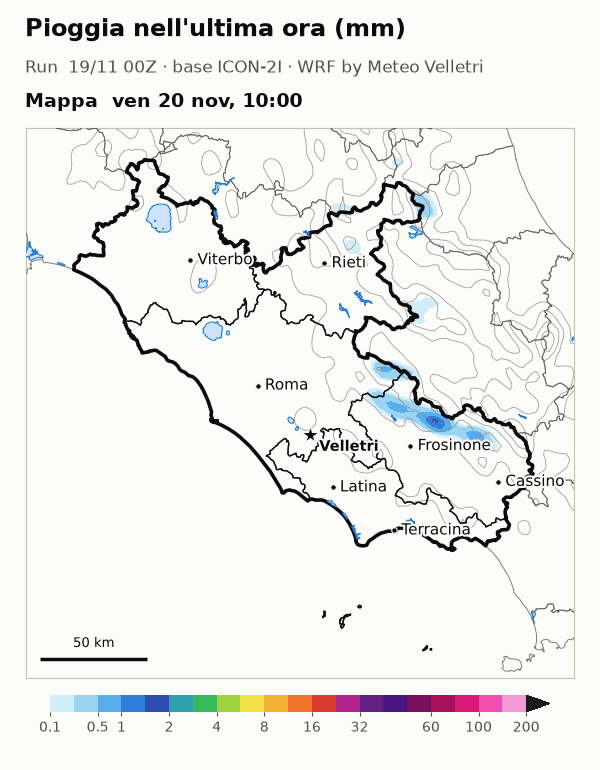 Pioggia nell'ultima ora (mm)
Run  19/11 00Z · base ICON-2I · WRF by Meteo Velletri
Mappa  ven 20 nov, 10:00
Viterbo
Rieti
Roma
Velletri
Frosinone
Latina
Cassino
Terracina
50 km
0.1 0.5 1 2 4 8 16 32 60 100 200